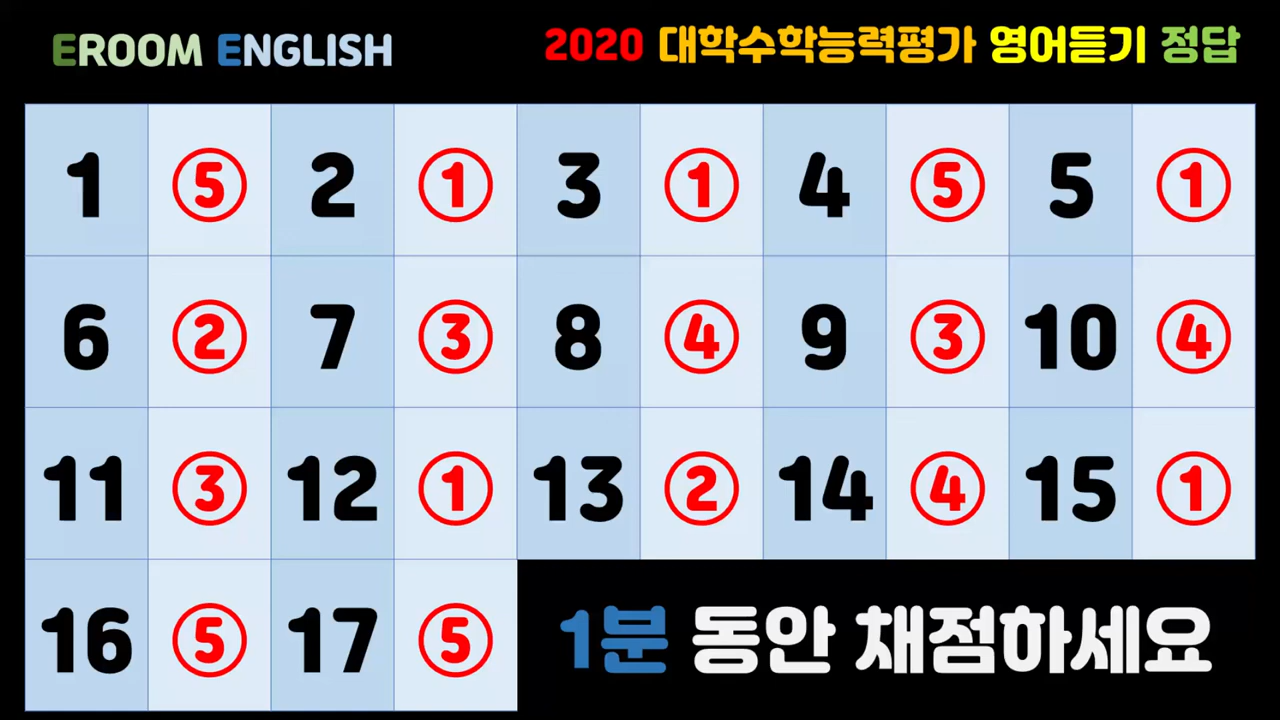 EROOM ENGLISH 2020 대학수학능력평가 영어듣기 정답
1 ⑤ 2 ① 3 ① 4 ⑤ 5 ①
6 ② 7 ③ 8 ④ 9 ③ 10 ④
11 ③ 12 ① 13 ② 14 ④ 15 ①
16 ⑤ 17 ⑤ 1분 동안 채점하세요